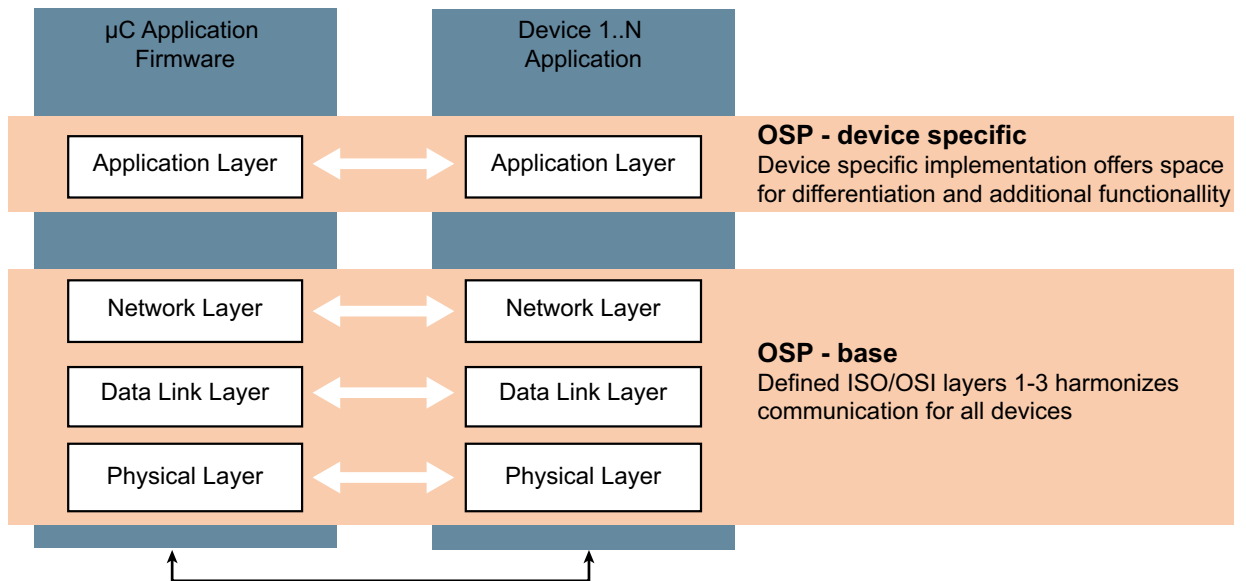 µC Application
Firmware
Device 1..N
Application
Application Layer
Application Layer
OSP - device specific
Device specific implementation offers space
for differentiation and additional functionallity
Network Layer
Network Layer
Data Link Layer
Data Link Layer
Physical Layer
Physical Layer
OSP - base
Defined ISO/OSI layers 1-3 harmonizes
communication for all devices